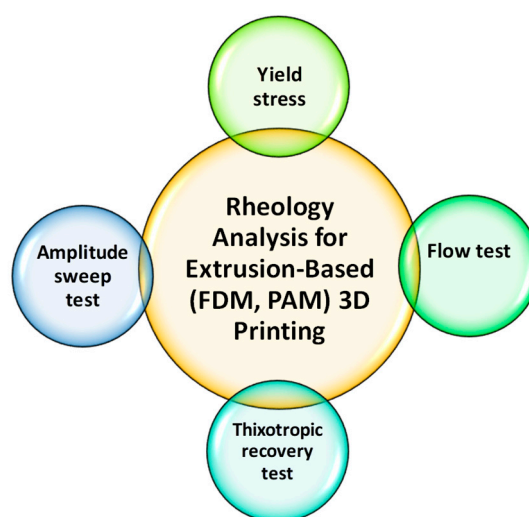 Yield
stress
Rheology
Analysis for
Extrusion-Based
(FDM, PAM) 3D
Printing
Amplitude
sweep
test
Flow test
Thixotropic
recovery
test